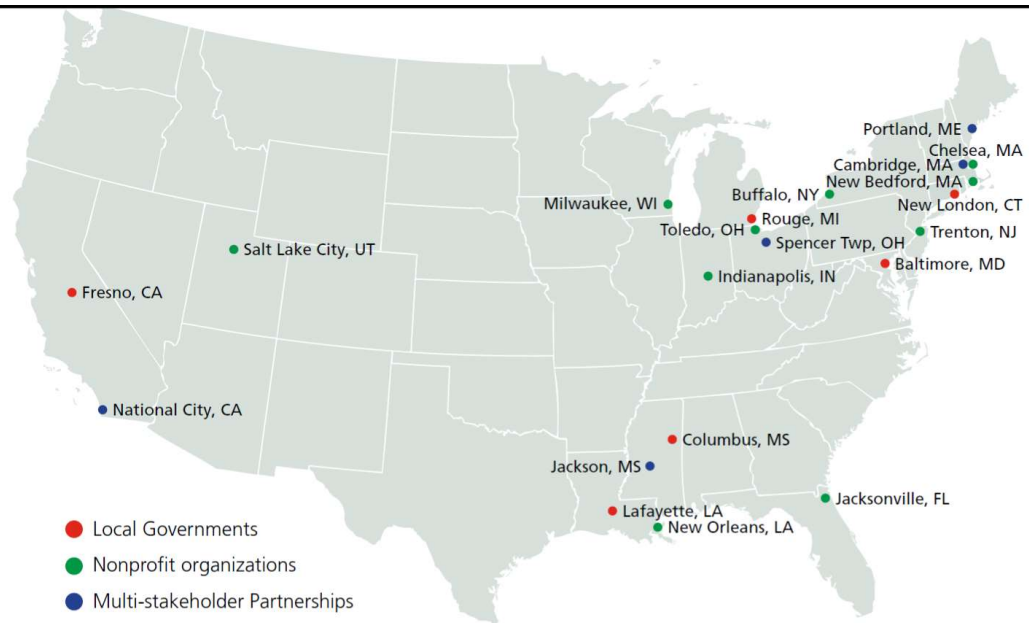 Portland, ME
Chelsea, MA
Cambridge, MA
New Bedford, MA
Buffalo, NY
New London, CT
Milwaukee, WI
Rouge, MI
Toledo, OH
Trenton, NJ
Spencer Twp, OH
Salt Lake City, UT
Baltimore, MD
Indianapolis, IN
Fresno, CA
National City, CA
Columbus, MS
Jackson, MS
Jacksonville, FL
Lafayette, LA
New Orleans, LA
Local Governments
Nonprofit organizations
Multi-stakeholder Partnerships